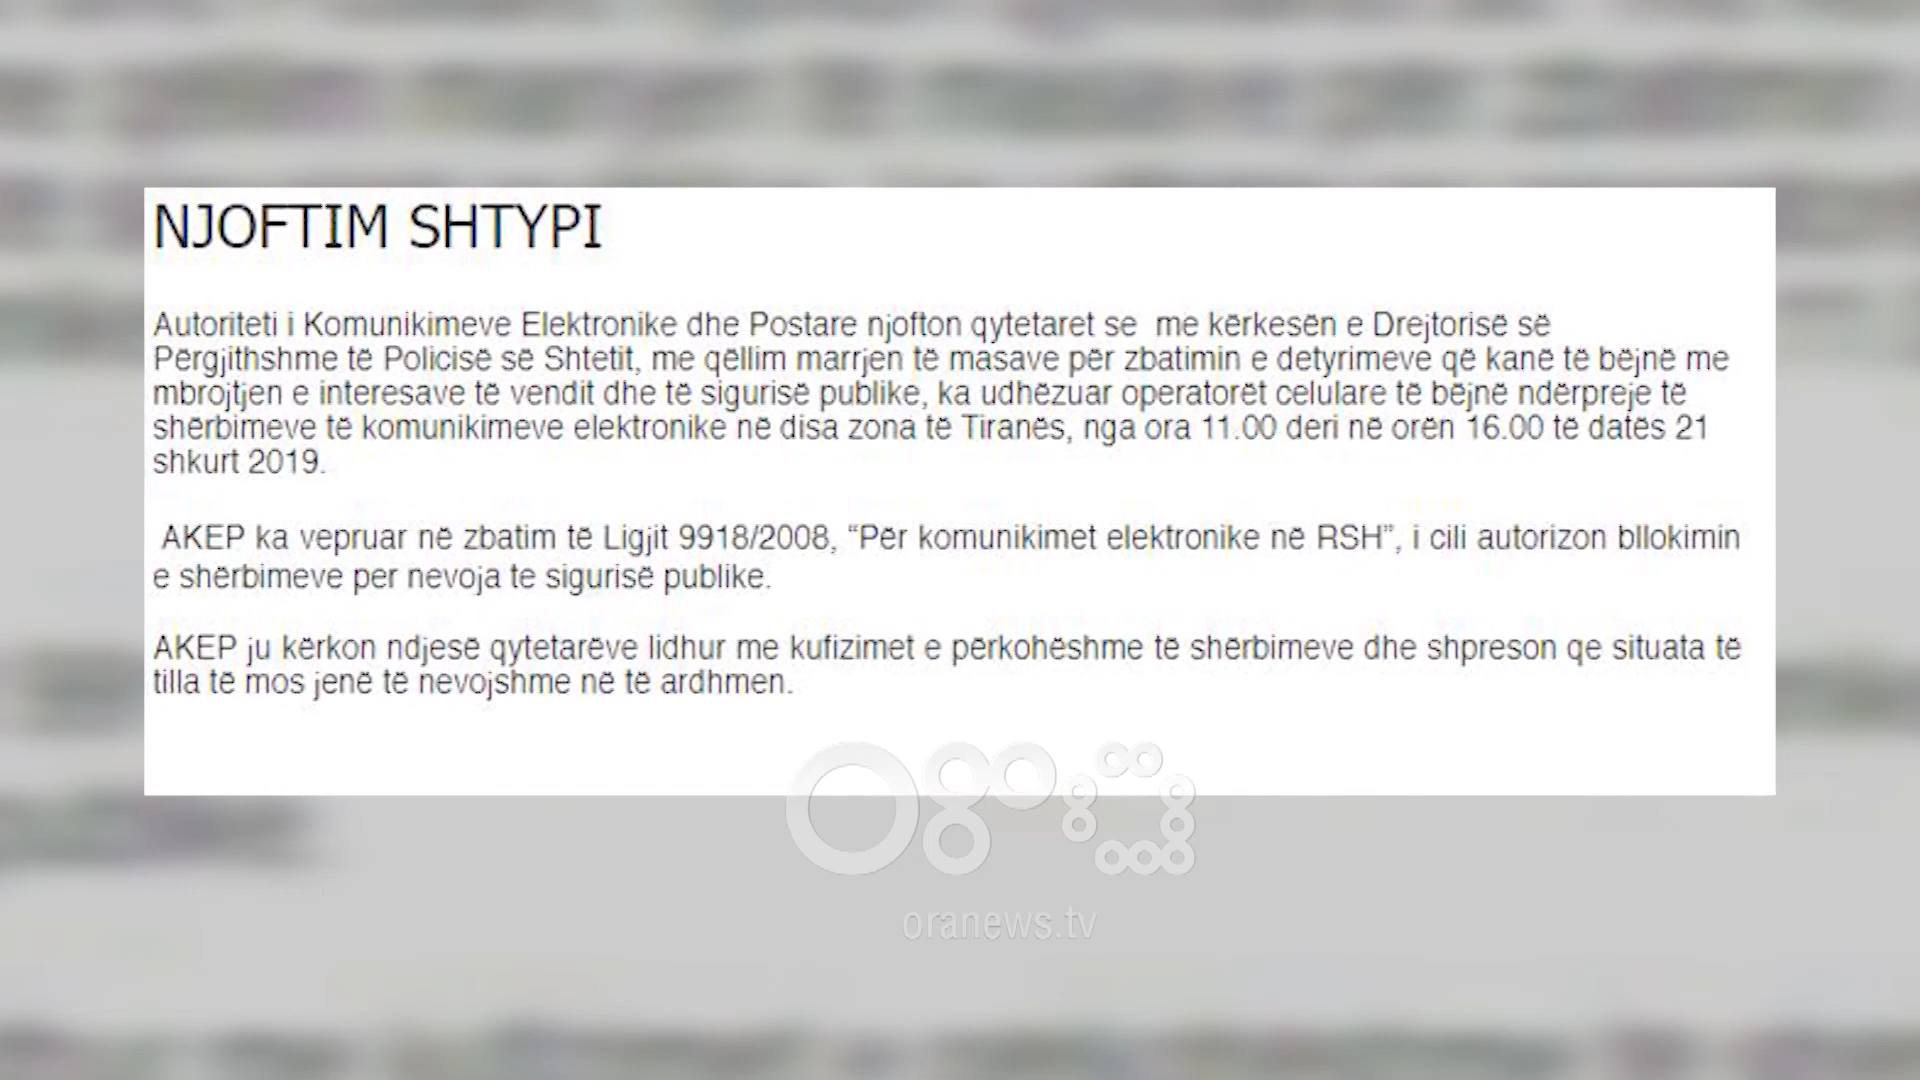 NJOFTIM SHTYPI
Autoriteti i Komunikimeve Elektronike dhe Postare njofton qytetaret se me kërkesën e Drejtorisë së
Përgjithshme të Policisë së Shtetit, me qëllim marrjen të masave për zbatimin e detyrimeve që kanë të bëjnë me
mbrojtjen e interesave të vendit dhe të sigurisë publike, ka udhëzuar operatorët celulare të bëjnë ndërpreje të
shërbimeve të komunikimeve elektronike në disa zona të Tiranës, nga ora 11.00 deri në orën 16.00 të datës 21
shkurt 2019.
AKEP ka vepruar në zbatim të Ligjit 9918/2008, “Për komunikimet elektronike në RSH”, i cili autorizon bllokimin
e shërbimeve per nevoja te sigurisë publike.
AKEP ju kërkon ndjesë qytetarëve lidhur me kufizimet e përkohëshme të shërbimeve dhe shpreson qe situata të
tilla të mos jenë të nevojshme në të ardhmen.
oranews.tv